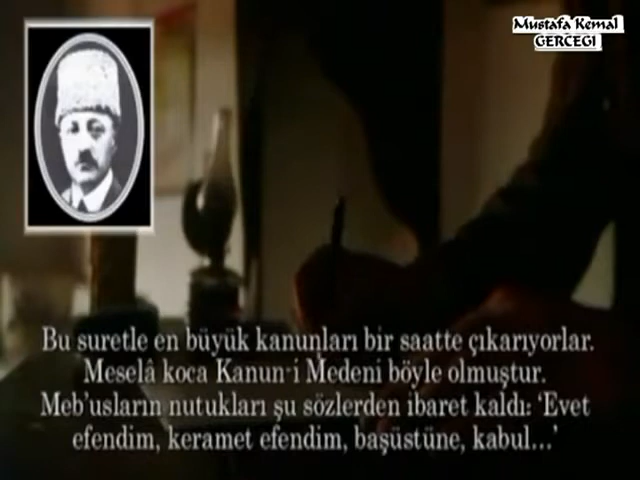 Mustafa Kemal
GERCEGI
Bu suretle en büyük kanunları bir saatte çıkarıyorlar.
Meselâ koca Kanun-i Medeni böyle olmuştur.
Meb'usların nutukları şu sözlerden ibaret kaldı: 'Evet
efendim, keramet efendim, başüstüne, kabul...'